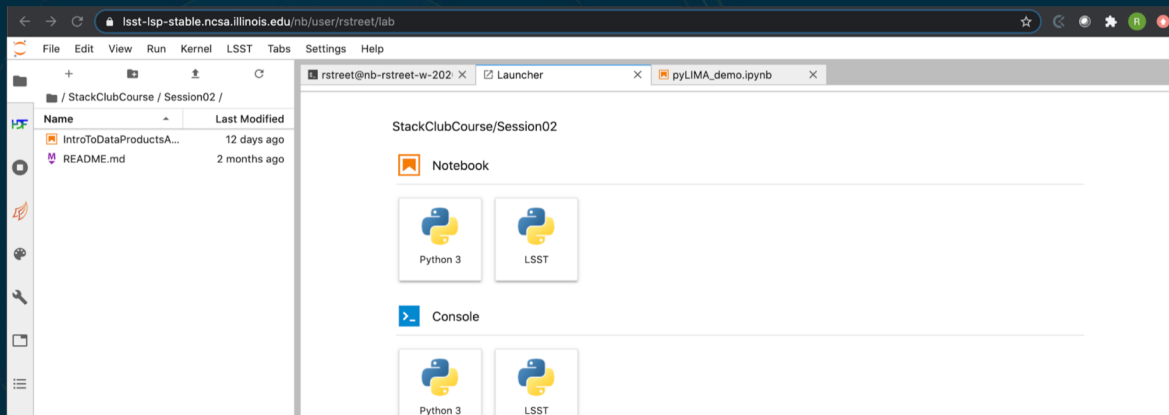 lsst-lsp-stable.ncsa.illinois.edu/nb/user/rstreet/lab
R
File Edit View Run Kernel LSST Tabs Settings Help
rstreet@nb-rstreet-w-202
Launcher
pyLIMA_demo.ipynb
/ StackClubCourse / Session02 /
Name Last Modified
IntroToDataProductsA... 12 days ago
M README.md 2 months ago
StackClubCourse/Session02
Notebook
Python 3 LSST
Console
Python 3 LSST